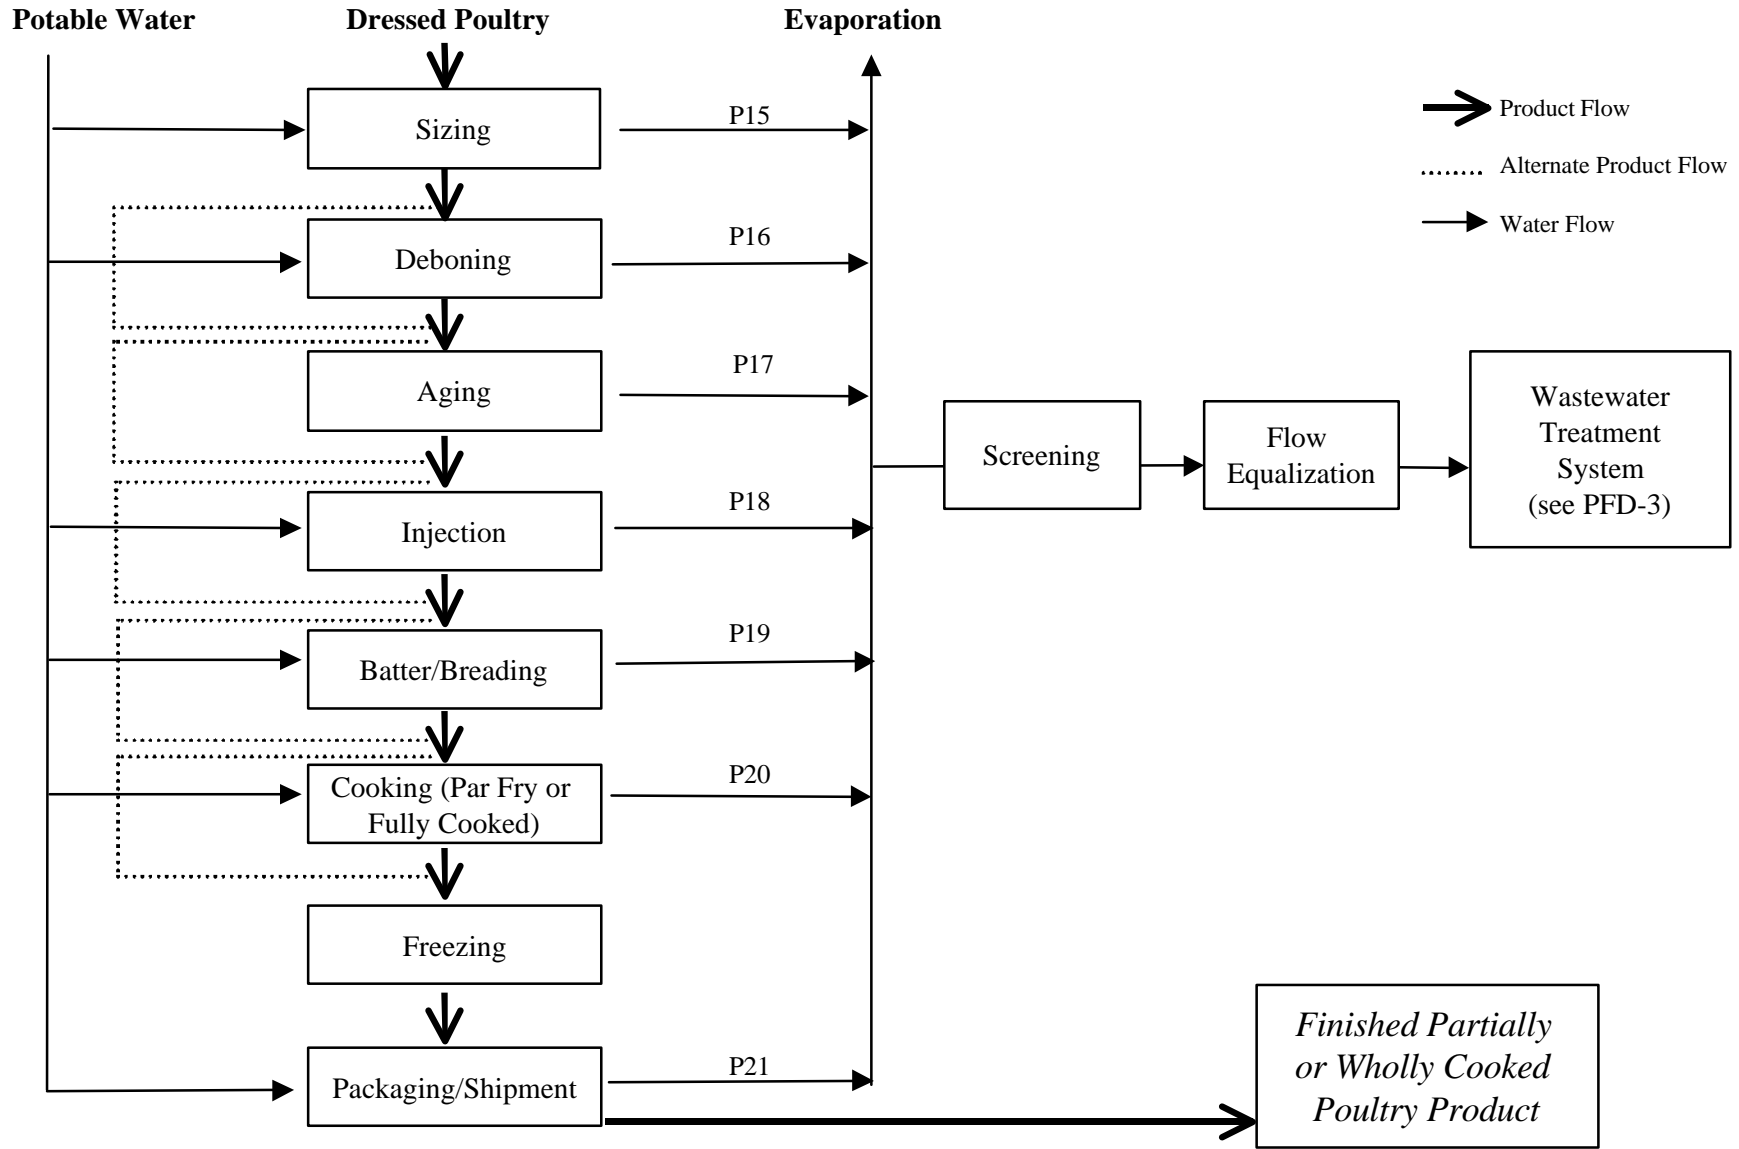 Potable Water
Dressed Poultry
Evaporation
Product Flow
Alternate Product Flow
Water Flow
Sizing
P15
Deboning
P16
Aging
P17
Injection
P18
Batter/Breading
P19
Cooking (Par Fry or
Fully Cooked)
P20
Freezing
Packaging/Shipment
P21
Screening
Flow
Equalization
Wastewater
Treatment
System
(see PFD-3)
Finished Partially
or Wholly Cooked
Poultry Product